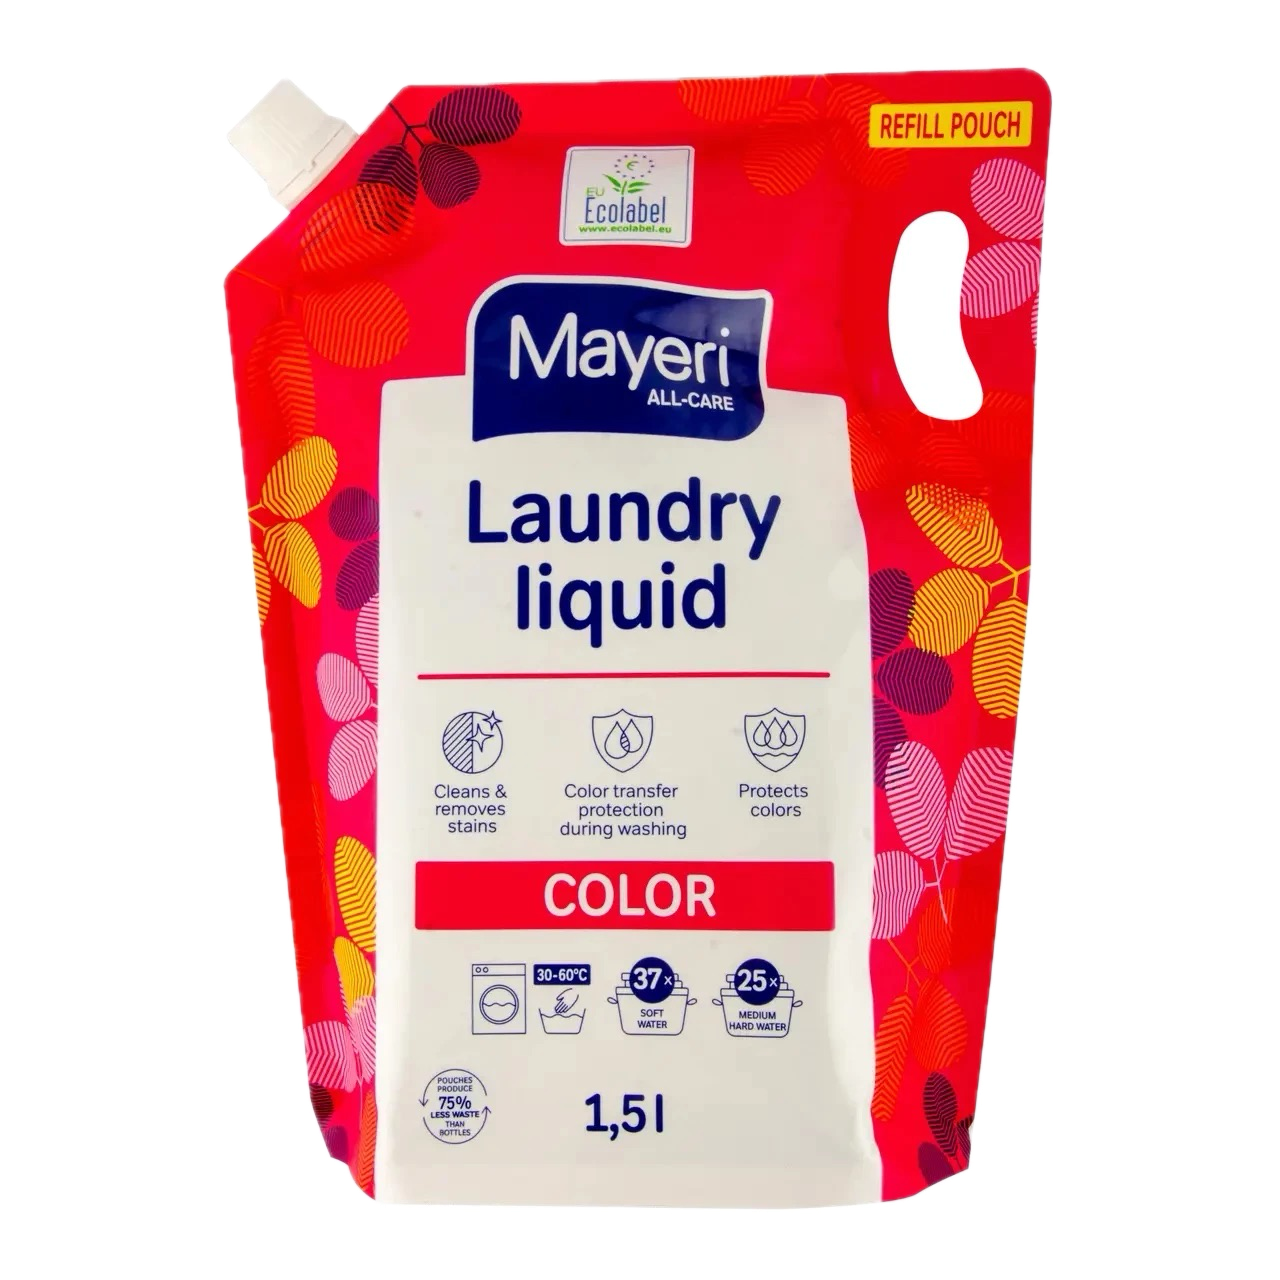 REFILL POUCH
EU
Ecolabel
www.ecolabel.eu
Mayeri
ALL-CARE
Laundry
liquid
Cleans &
removes
stains
Color transfer
protection
during washing
Protects
colors
COLOR
30-60°C
37x
SOFT
WATER
25x
MEDIUM
HARD WATER
POUCHES
PRODUCE
75%
LESS WASTE
THAN
BOTTLES
1,5l